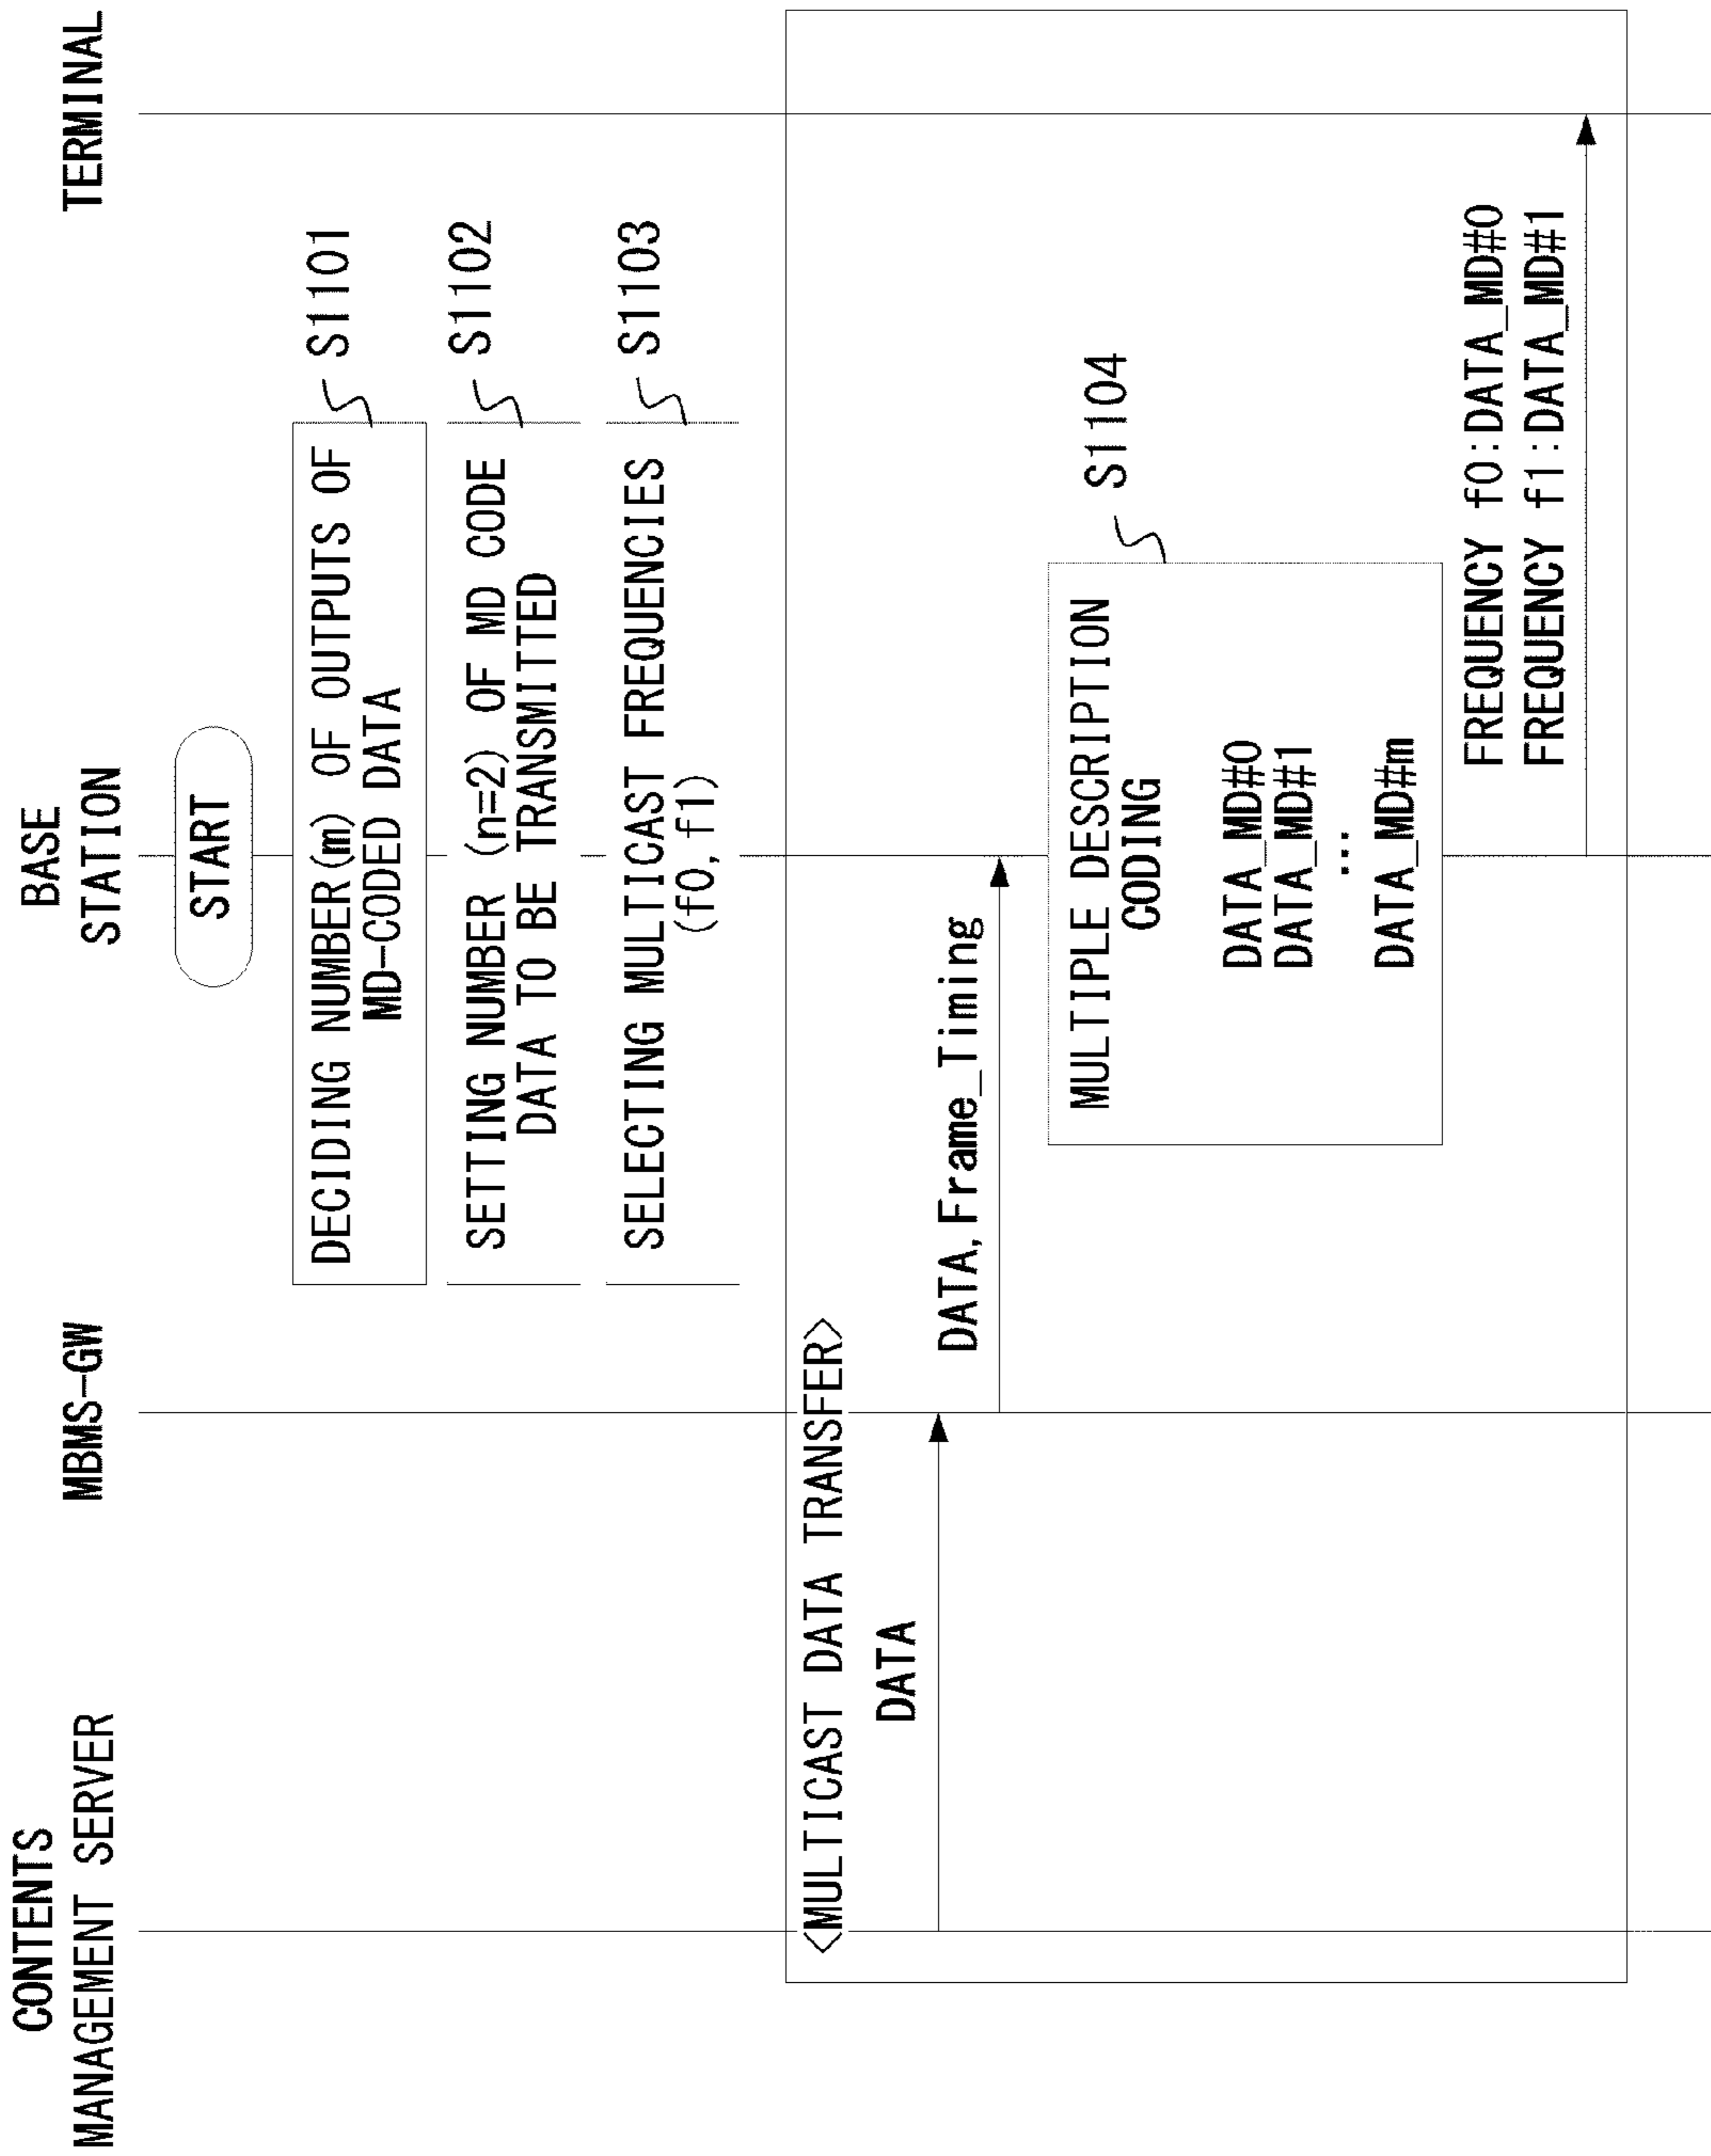 CONTENTS
MANAGEMENT SERVER
MBMS-GW
BASE
STATION
TERMINAL
START
DECIDING NUMBER(m) OF OUTPUTS OF
MD-CODED DATA
S1101
SETTING NUMBER (n=2) OF MD CODE
DATA TO BE TRANSMITTED
S1102
SELECTING MULTICAST FREQUENCIES
(f0,f1)
S1103
<MULTICAST DATA TRANSFER>
DATA
DATA,Frame_Timing
MULTIPLE DESCRIPTION
CODING
S1104
DATA_MD#0
DATA_MD#1
...
DATA_MD#m
FREQUENCY f0:DATA_MD#0
FREQUENCY f1:DATA_MD#1